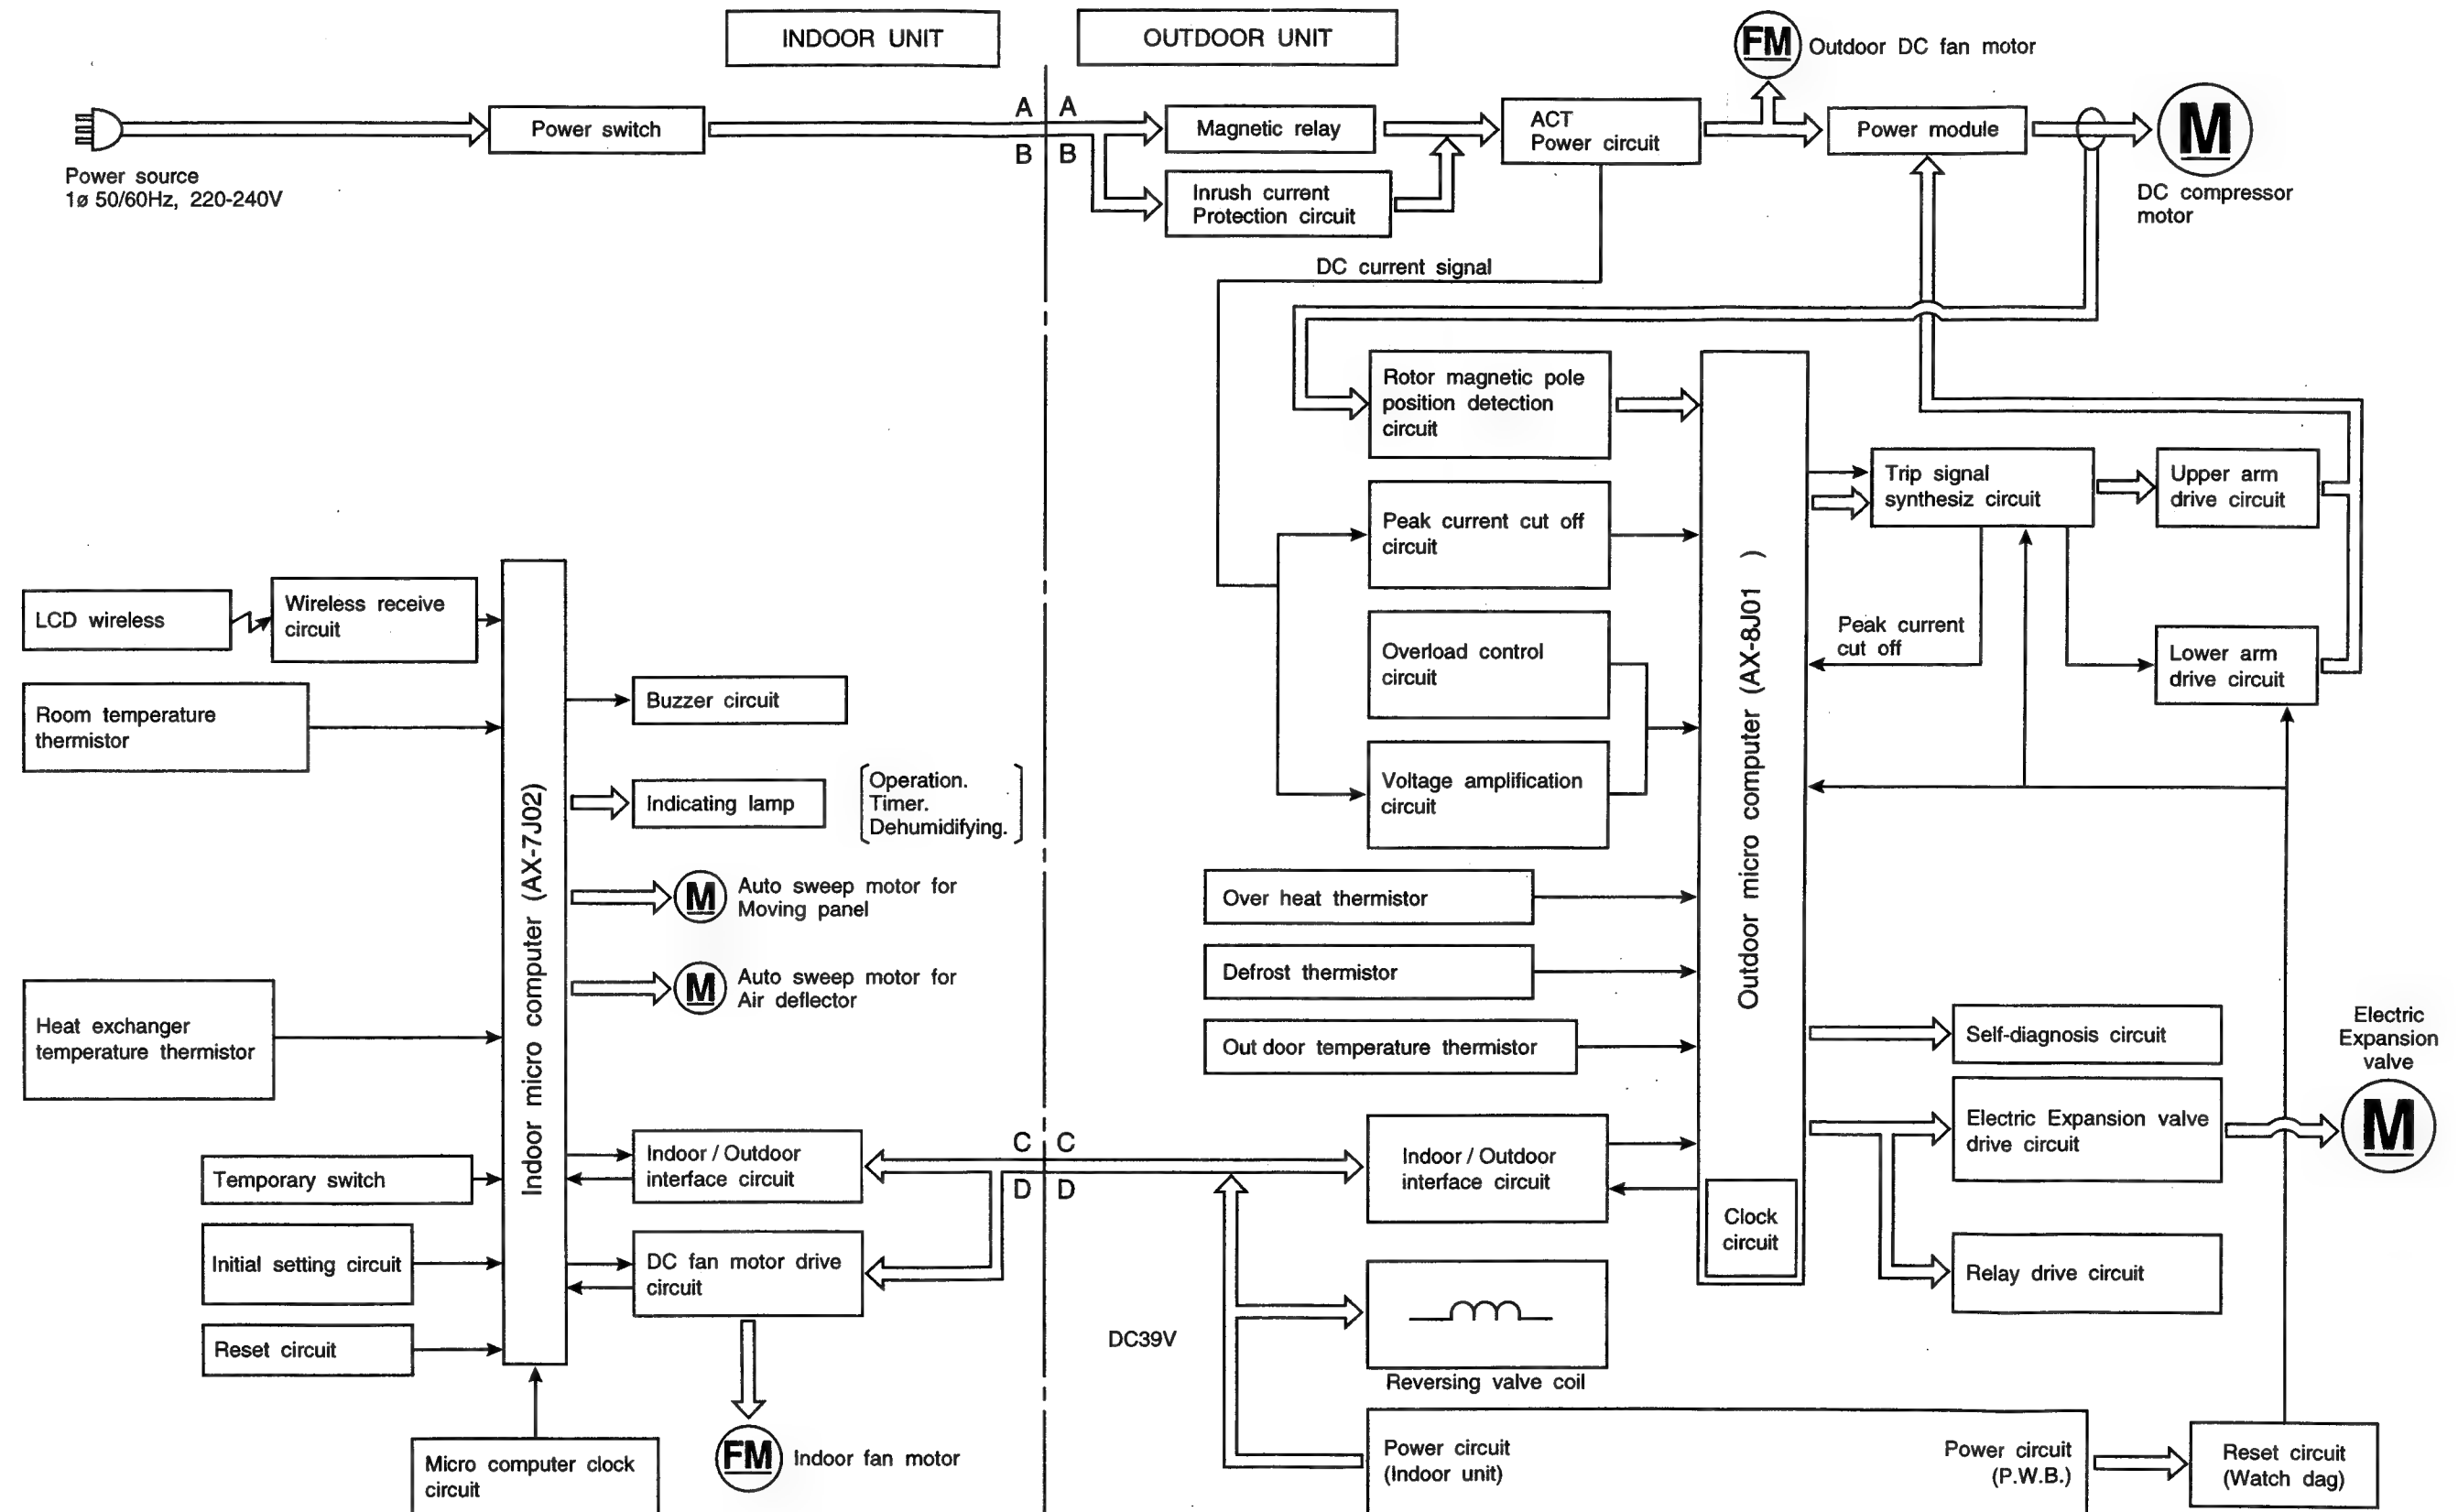 INDOOR UNIT
OUTDOOR UNIT
FM
Outdoor DC fan motor
Power source
1ø 50/60Hz, 220-240V
Power switch
A
A
B
B
Magnetic relay
Inrush current
Protection circuit
ACT
Power circuit
Power module
M
DC compressor
motor
DC current signal
Rotor magnetic pole
position detection
circuit
Peak current cut off
circuit
Overload control
circuit
Voltage amplification
circuit
Over heat thermistor
Defrost thermistor
Out door temperature thermistor
Outdoor micro computer (AX-8J01 )
Clock
circuit
Trip signal
synthesiz circuit
Upper arm
drive circuit
Peak current
cut off
Lower arm
drive circuit
Self-diagnosis circuit
Electric Expansion valve
drive circuit
Relay drive circuit
Electric
Expansion
valve
M
LCD wireless
Wireless receive
circuit
Room temperature
thermistor
Heat exchanger
temperature thermistor
Temporary switch
Initial setting circuit
Reset circuit
Micro computer clock
circuit
Indoor micro computer (AX-7J02)
Buzzer circuit
Indicating lamp
Operation.
Timer.
Dehumidifying.
M
Auto sweep motor for
Moving panel
M
Auto sweep motor for
Air deflector
Indoor / Outdoor
interface circuit
DC fan motor drive
circuit
FM
Indoor fan motor
C
C
D
D
Indoor / Outdoor
interface circuit
DC39V
Reversing valve coil
Power circuit
(Indoor unit)
Power circuit
(P.W.B.)
Reset circuit
(Watch dag)